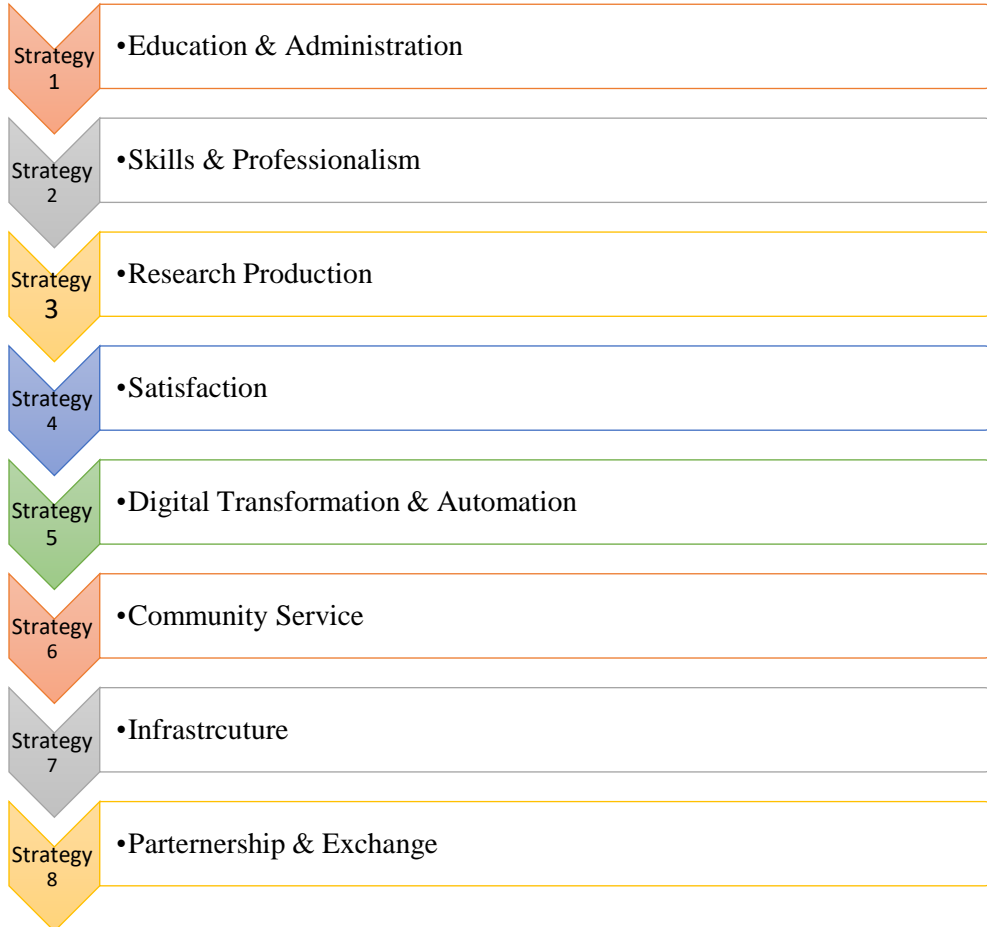 Strategy
1
•Education & Administration
Strategy
2
•Skills & Professionalism
Strategy
3
•Research Production
Strategy
4
•Satisfaction
Strategy
5
•Digital Transformation & Automation
Strategy
6
•Community Service
Strategy
7
•Infrastrcuture
Strategy
8
•Parternership & Exchange